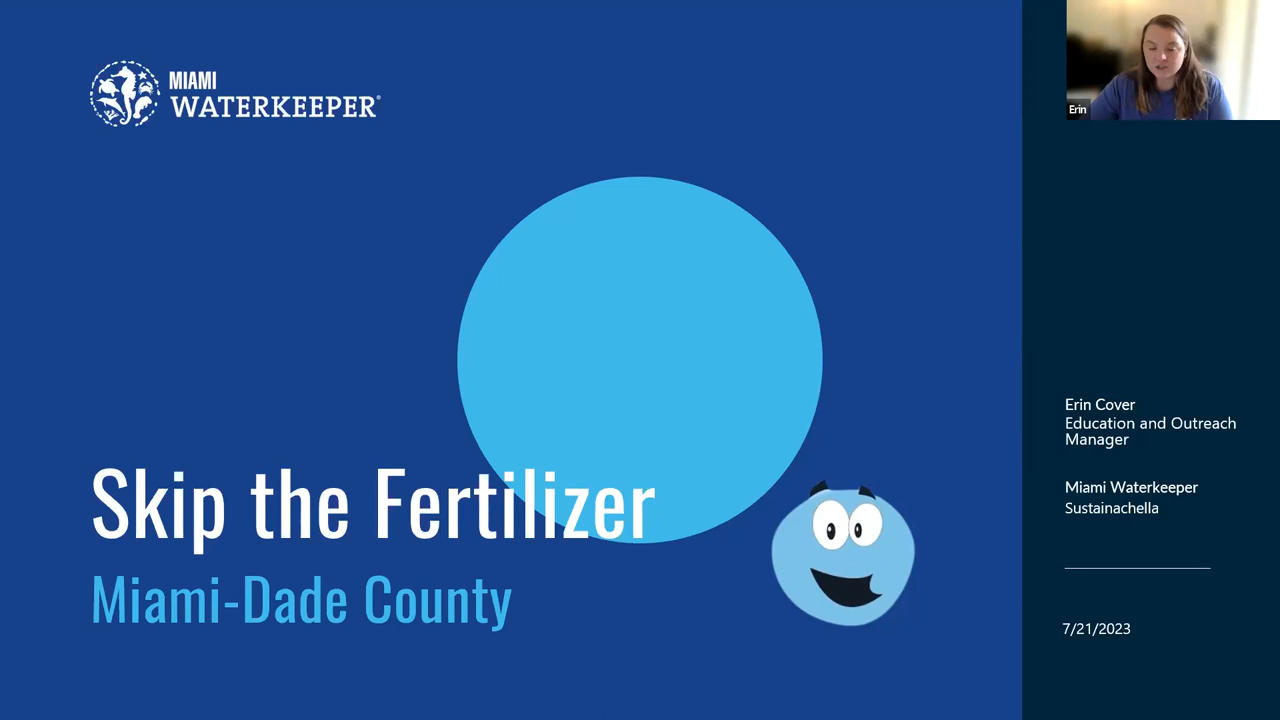 MIAMI
WATERKEEPER®
Erin
Skip the Fertilizer
Miami-Dade County
Erin Cover
Education and Outreach
Manager
Miami Waterkeeper
Sustainachella
7/21/2023